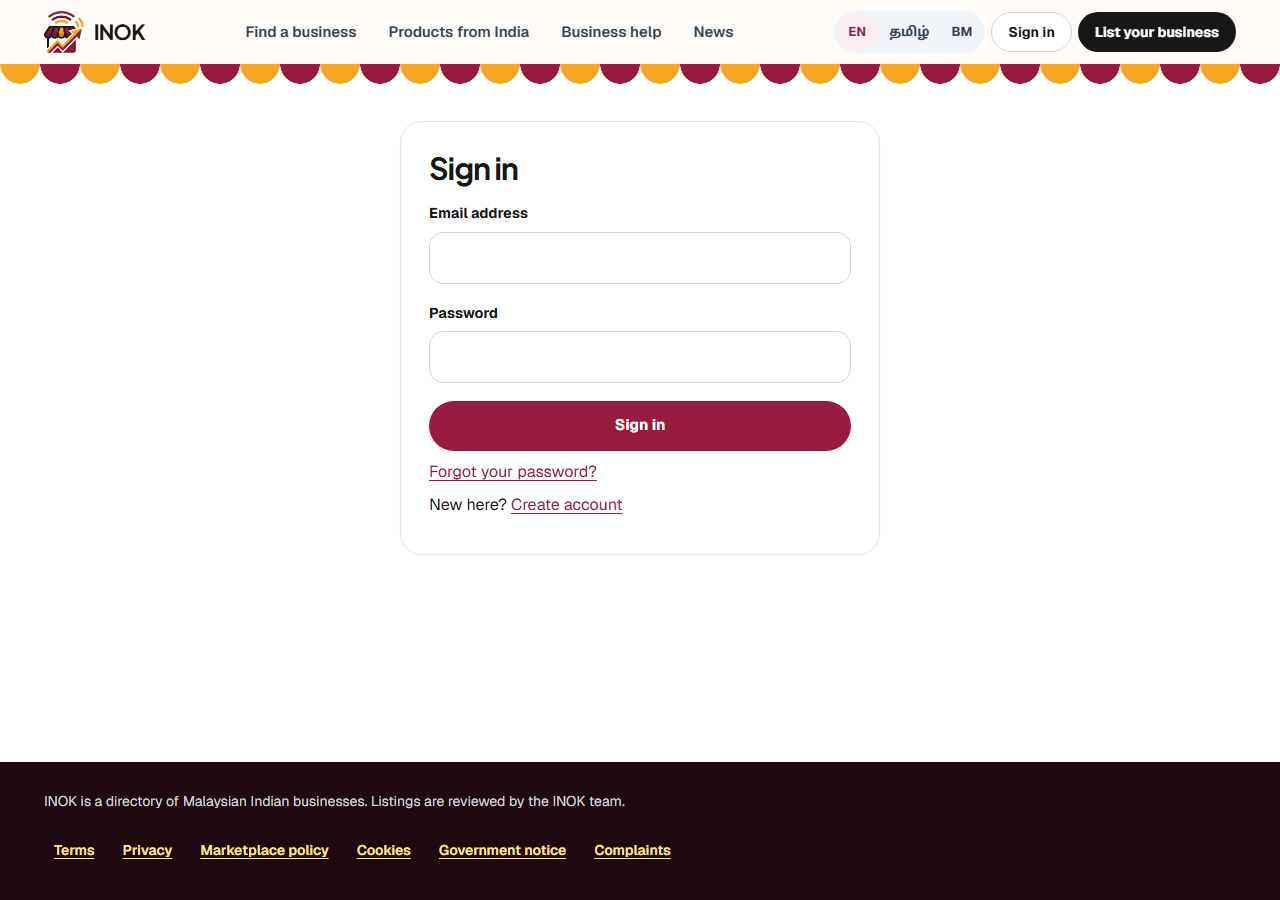 INOK
Find a business
Products from India
Business help
News
EN
தமிழ்
BM
Sign in
List your business
Sign in
Email address
Password
Sign in
Forgot your password?
New here? Create account
INOK is a directory of Malaysian Indian businesses. Listings are reviewed by the INOK team.
Terms
Privacy
Marketplace policy
Cookies
Government notice
Complaints